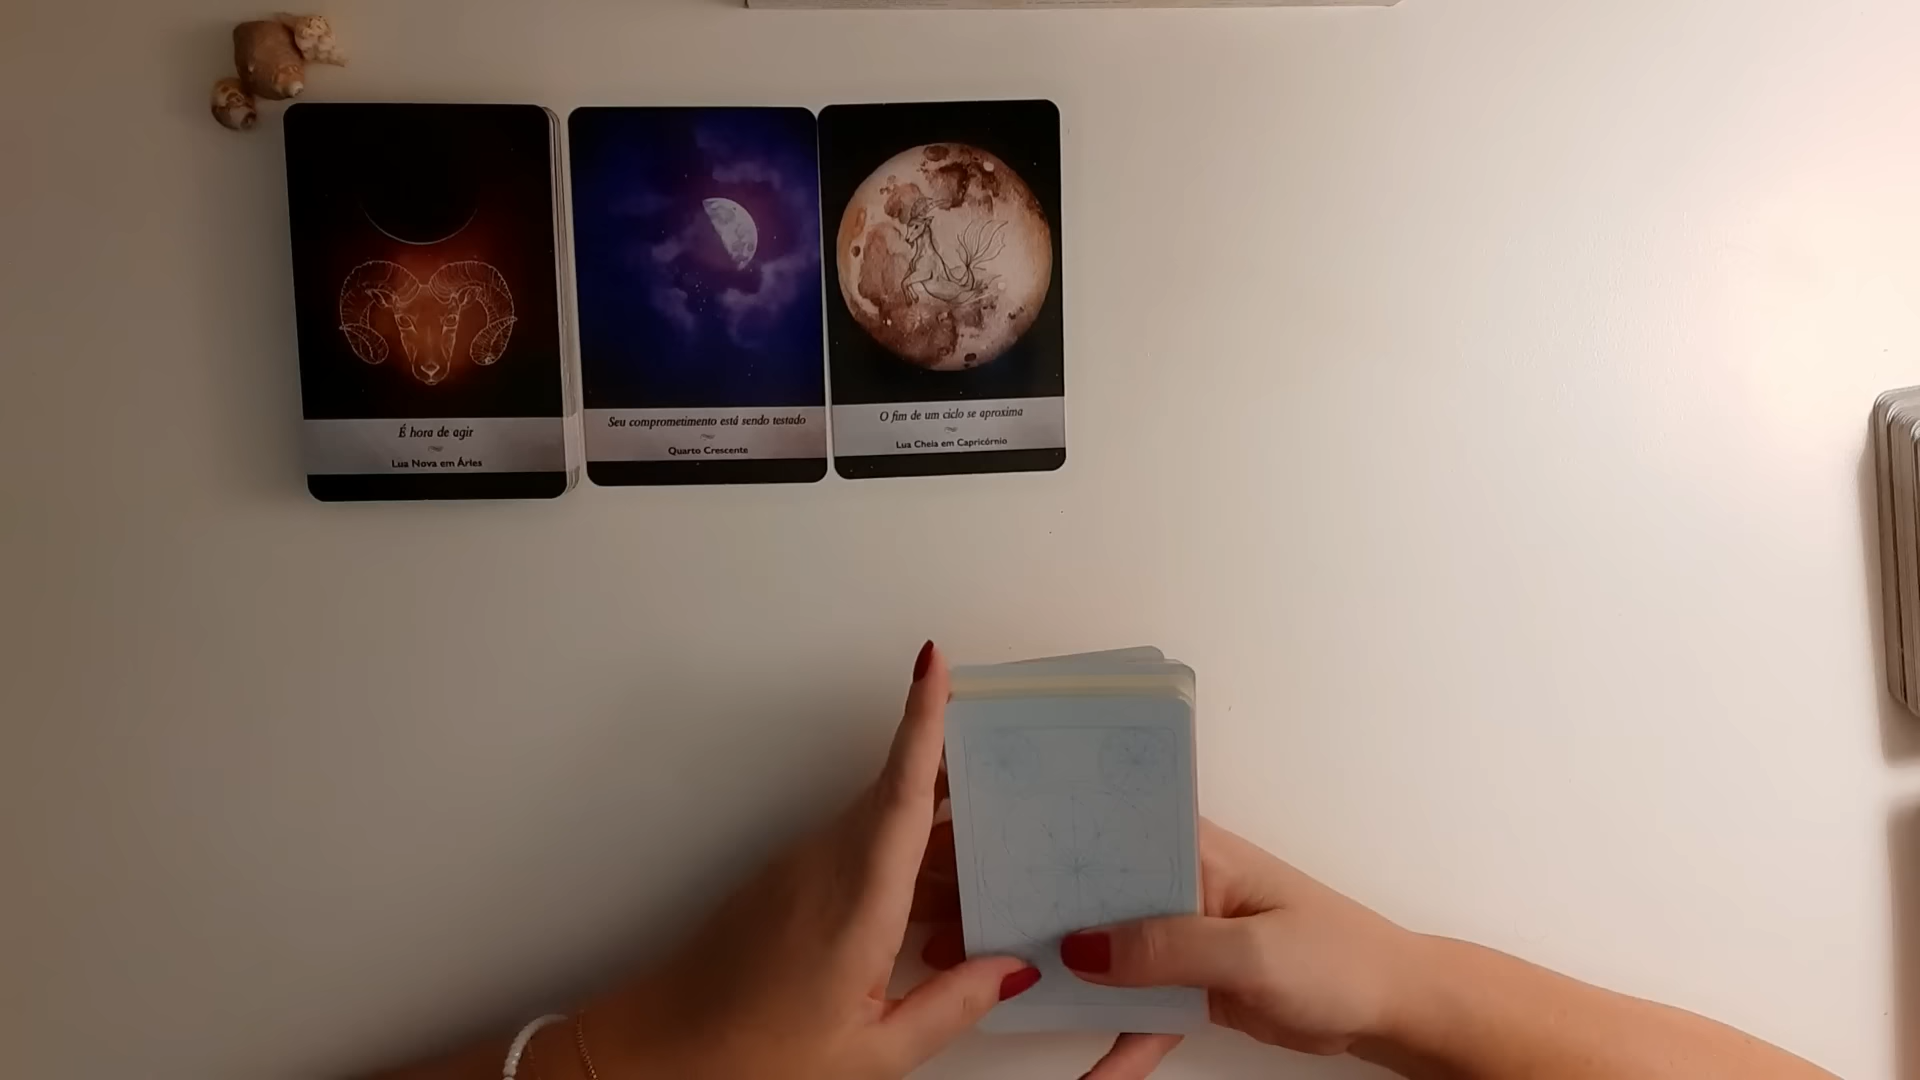 É hora de agir
Lua Nova em Áries
Seu comprometimento está sendo testado
Quarto Crescente
O fim de um ciclo se aproxima
Lua Cheia em Capricórnio